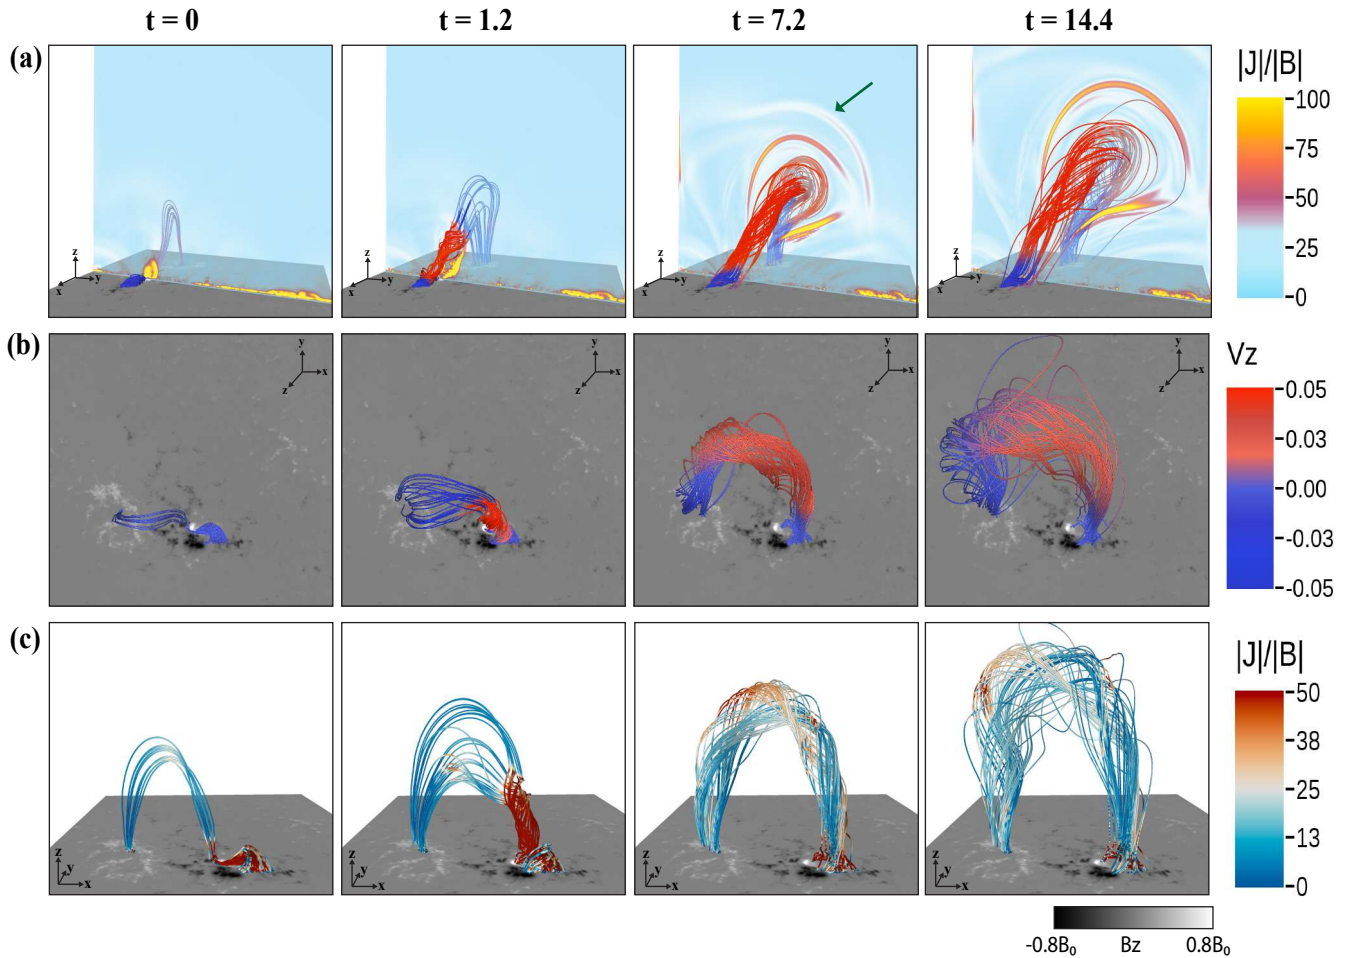 t = 0
t = 1.2
t = 7.2
t = 14.4
(a)
z
y
x
z
y
x
z
y
x
z
y
x
|J|/|B|
100
75
50
25
0
(b)
y
x
z
y
x
z
y
x
z
y
x
z
Vz
0.05
0.03
0.00
-0.03
-0.05
(c)
z
y
x
z
y
x
z
y
x
z
y
x
|J|/|B|
50
38
25
13
0
-0.8B₀ Bz 0.8B₀